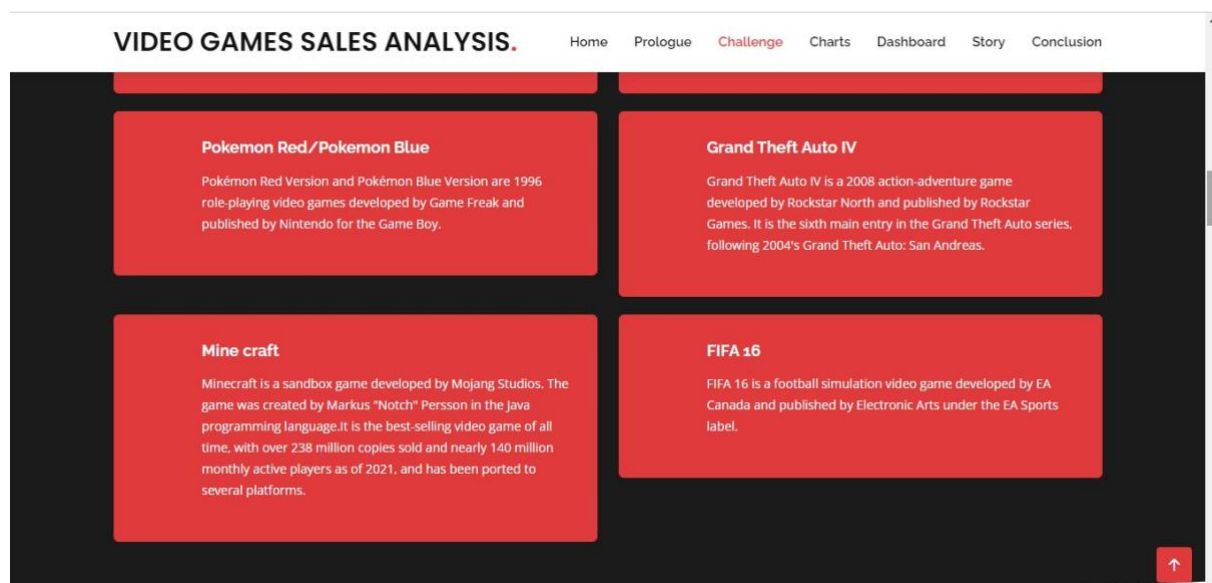 VIDEO GAMES SALES ANALYSIS.
Home Prologue Challenge Charts Dashboard Story Conclusion
Pokemon Red/Pokemon Blue
Pokémon Red Version and Pokémon Blue Version are 1996
role-playing video games developed by Game Freak and
published by Nintendo for the Game Boy.
Grand Theft Auto IV
Grand Theft Auto IV is a 2008 action-adventure game
developed by Rockstar North and published by Rockstar
Games. It is the sixth main entry in the Grand Theft Auto series,
following 2004's Grand Theft Auto: San Andreas.
Mine craft
Minecraft is a sandbox game developed by Mojang Studios. The
game was created by Markus "Notch" Persson in the Java
programming language.It is the best-selling video game of all
time, with over 238 million copies sold and nearly 140 million
monthly active players as of 2021, and has been ported to
several platforms.
FIFA 16
FIFA 16 is a football simulation video game developed by EA
Canada and published by Electronic Arts under the EA Sports
label.